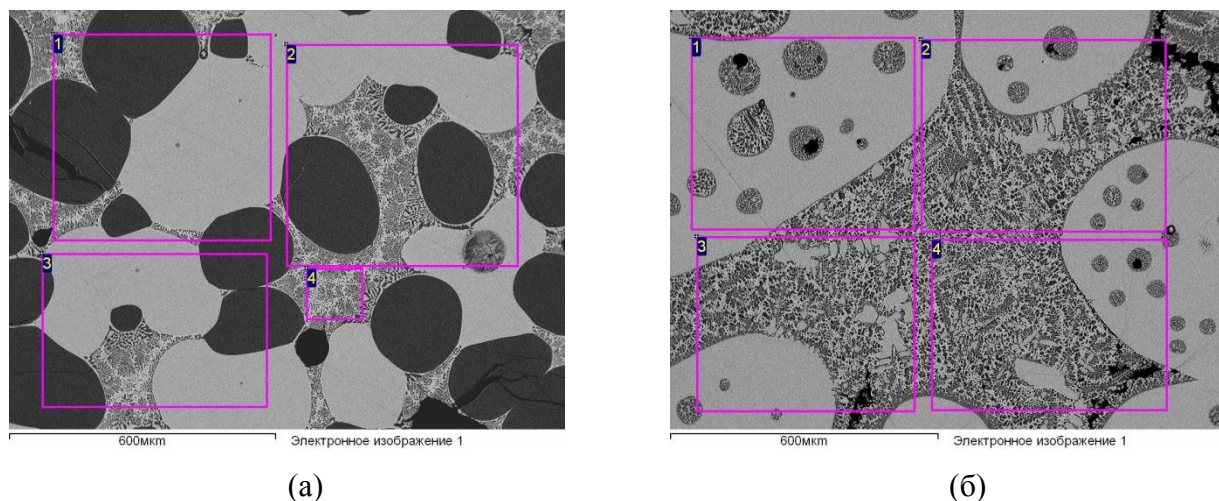 1
2
3
4
600мкm
Электронное изображение 1
(а)
1
2
3
4
600мкm
Электронное изображение 1
(б)